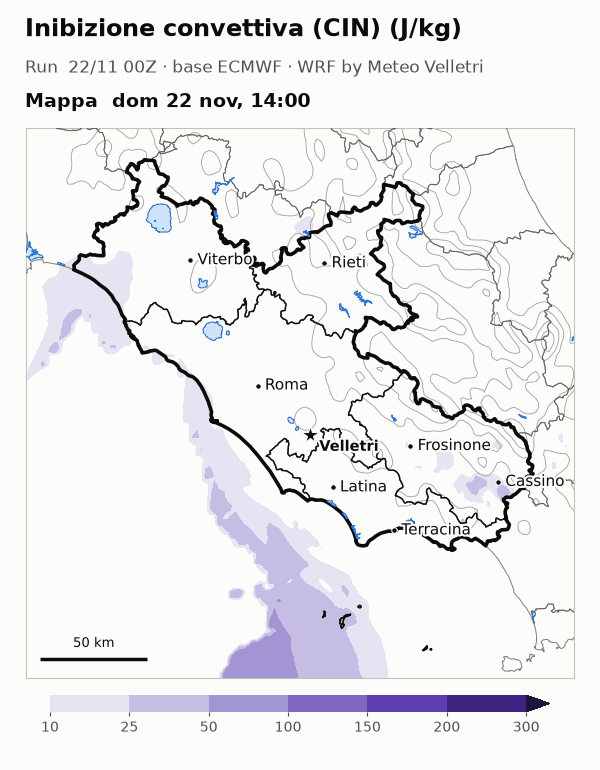 Inibizione convettiva (CIN) (J/kg)
Run  22/11 00Z · base ECMWF · WRF by Meteo Velletri
Mappa  dom 22 nov, 14:00
Viterbo
Rieti
Roma
Velletri
Frosinone
Cassino
Latina
Terracina
50 km
10 25 50 100 150 200 300